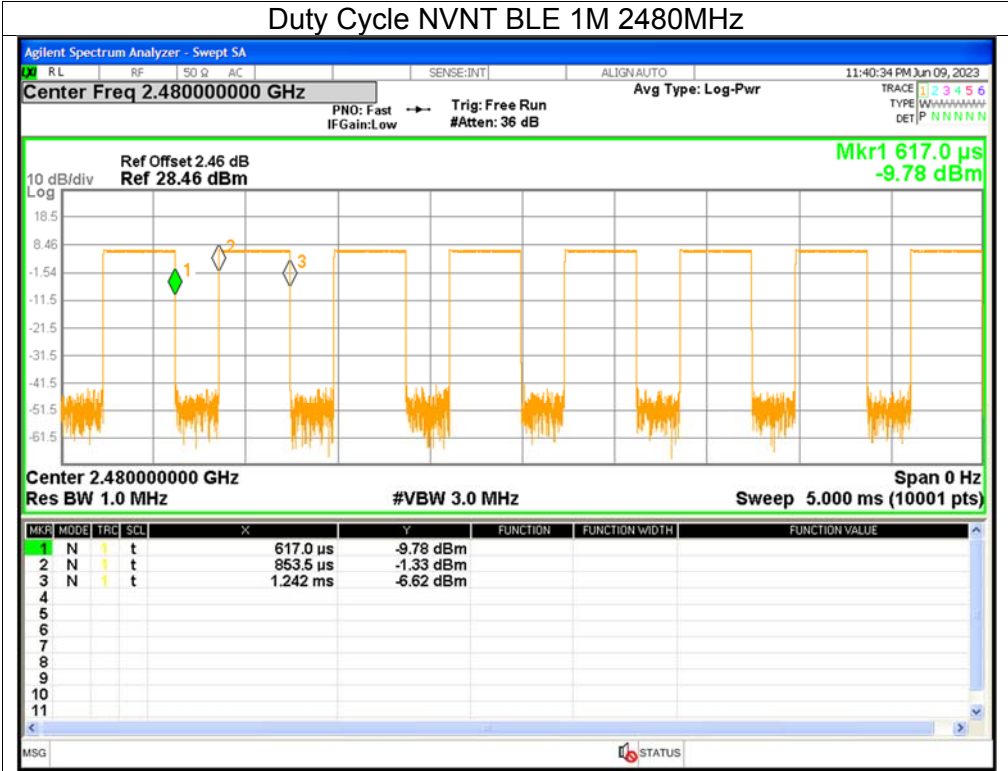 Duty Cycle NVNT BLE 1M 2480MHz
Agilent Spectrum Analyzer - Swept SA
LXI RL RF 50 Ω AC SENSE:INT ALIGN AUTO 11:40:34 PM Jun 09, 2023
Center Freq 2.480000000 GHz Avg Type: Log-Pwr TRACE 1 2 3 4 5 6
PNO: Fast Trig: Free Run TYPE WWWWWW
IFGain:Low #Atten: 36 dB DET P N N N N N
Mkr1 617.0 µs
Ref Offset 2.46 dB
10 dB/div Ref 28.46 dBm -9.78 dBm
Log
18.5
8.46
-1.54
-11.5
-21.5
-31.5
-41.5
-51.5
-61.5
1 2 3
Center 2.480000000 GHz Span 0 Hz
Res BW 1.0 MHz #VBW 3.0 MHz Sweep 5.000 ms (10001 pts)
MKR MODE TRC SCL X Y FUNCTION FUNCTION WIDTH FUNCTION VALUE
1 N 1 t 617.0 µs -9.78 dBm
2 N 1 t 853.5 µs -1.33 dBm
3 N 1 t 1.242 ms -6.62 dBm
4
5
6
7
8
9
10
11
MSG STATUS